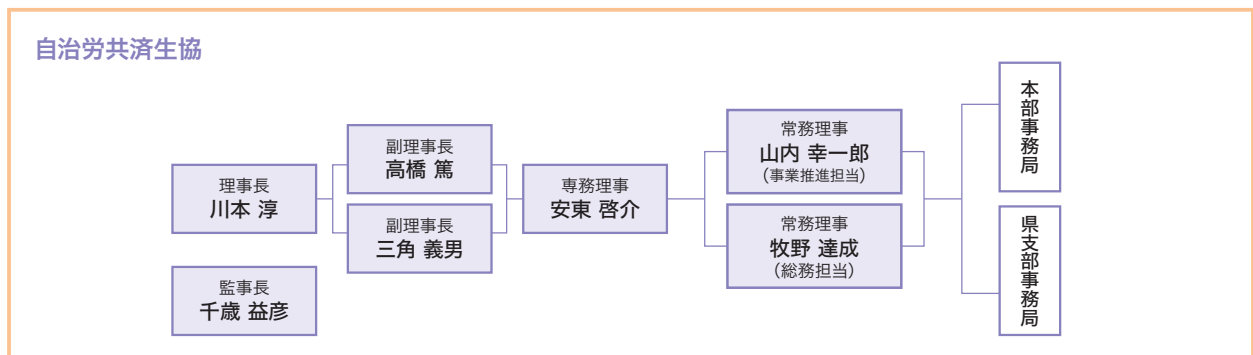 自治労共済生協
理事長
川本 淳
監事長
千歳 益彦
副理事長
高橋 篤
副理事長
三角 義男
専務理事
安東 啓介
常務理事
山内 幸一郎
(事業推進担当)
常務理事
牧野 達成
(総務担当)
本部事務局
県支部事務局